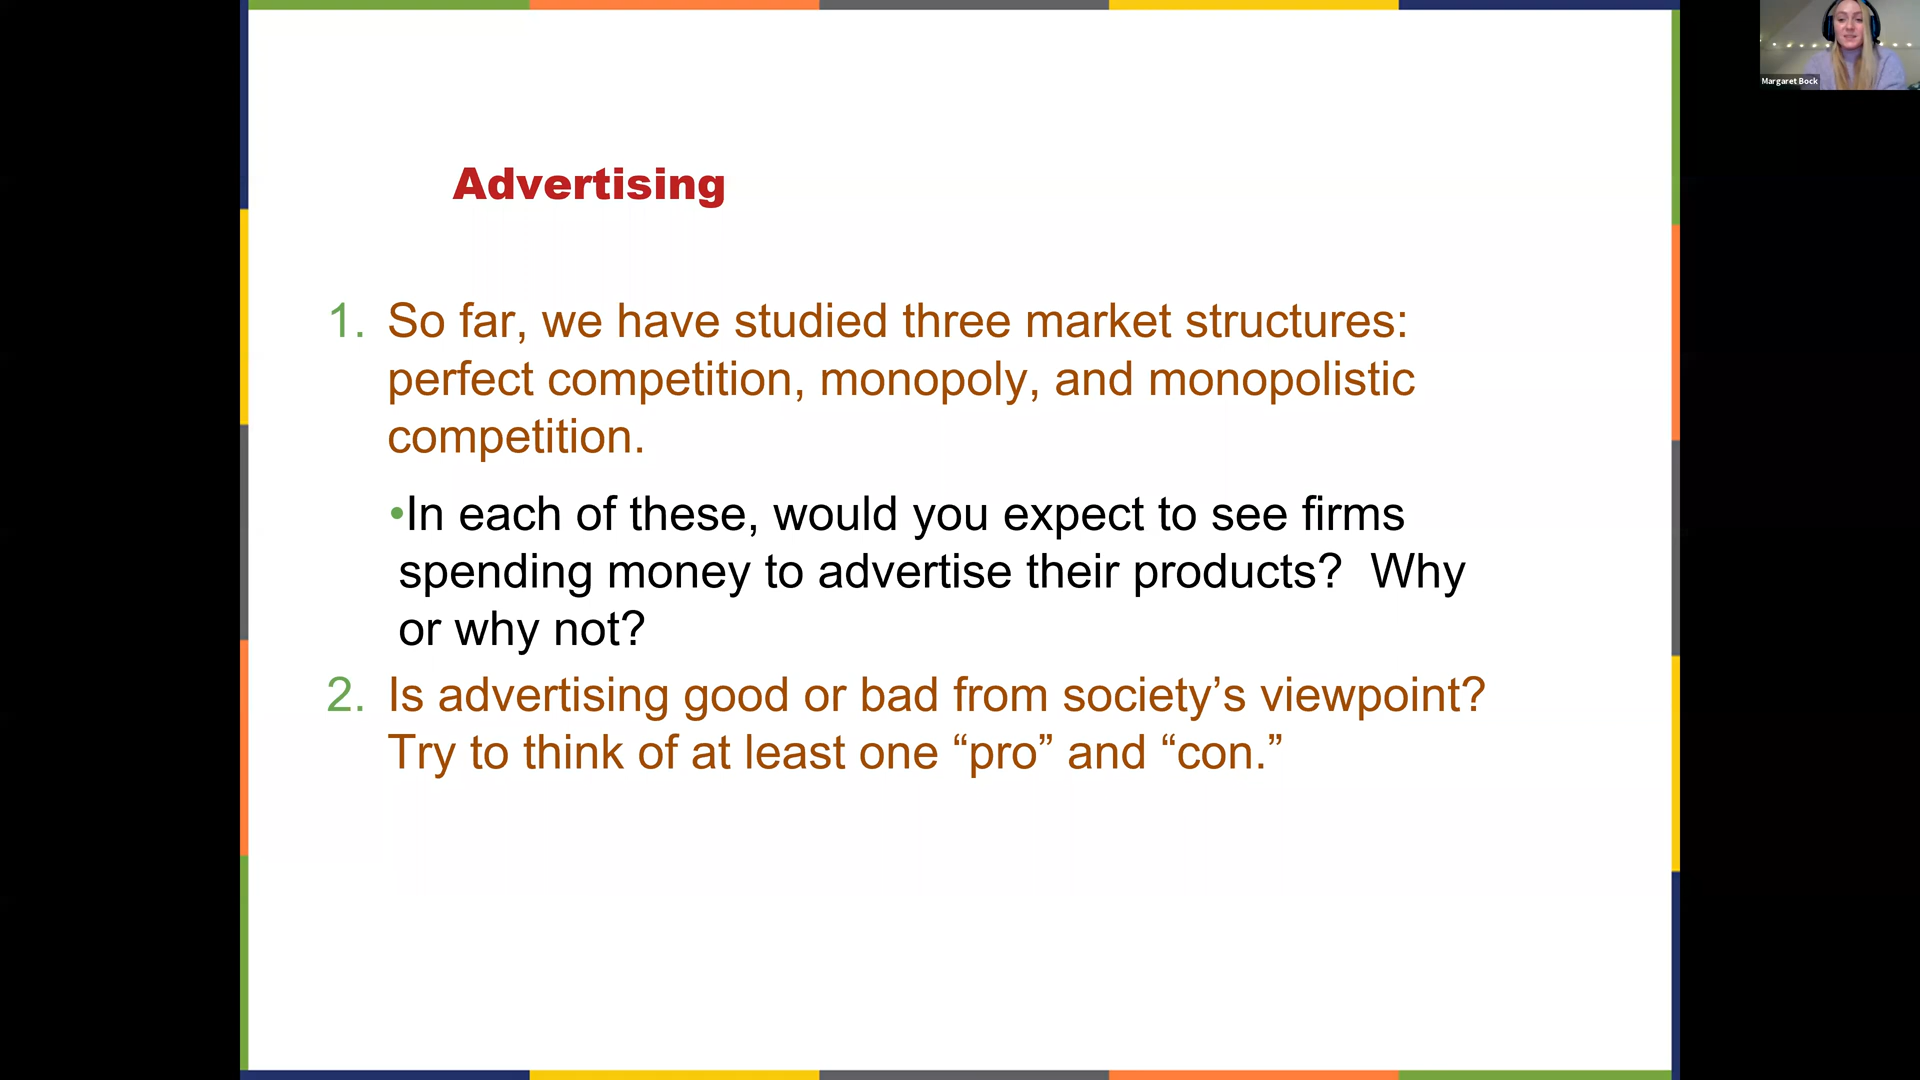 Margaret Bock
Advertising
1. So far, we have studied three market structures:
perfect competition, monopoly, and monopolistic
competition.
•In each of these, would you expect to see firms
spending money to advertise their products?  Why
or why not?
2. Is advertising good or bad from society’s viewpoint?
Try to think of at least one “pro” and “con.”